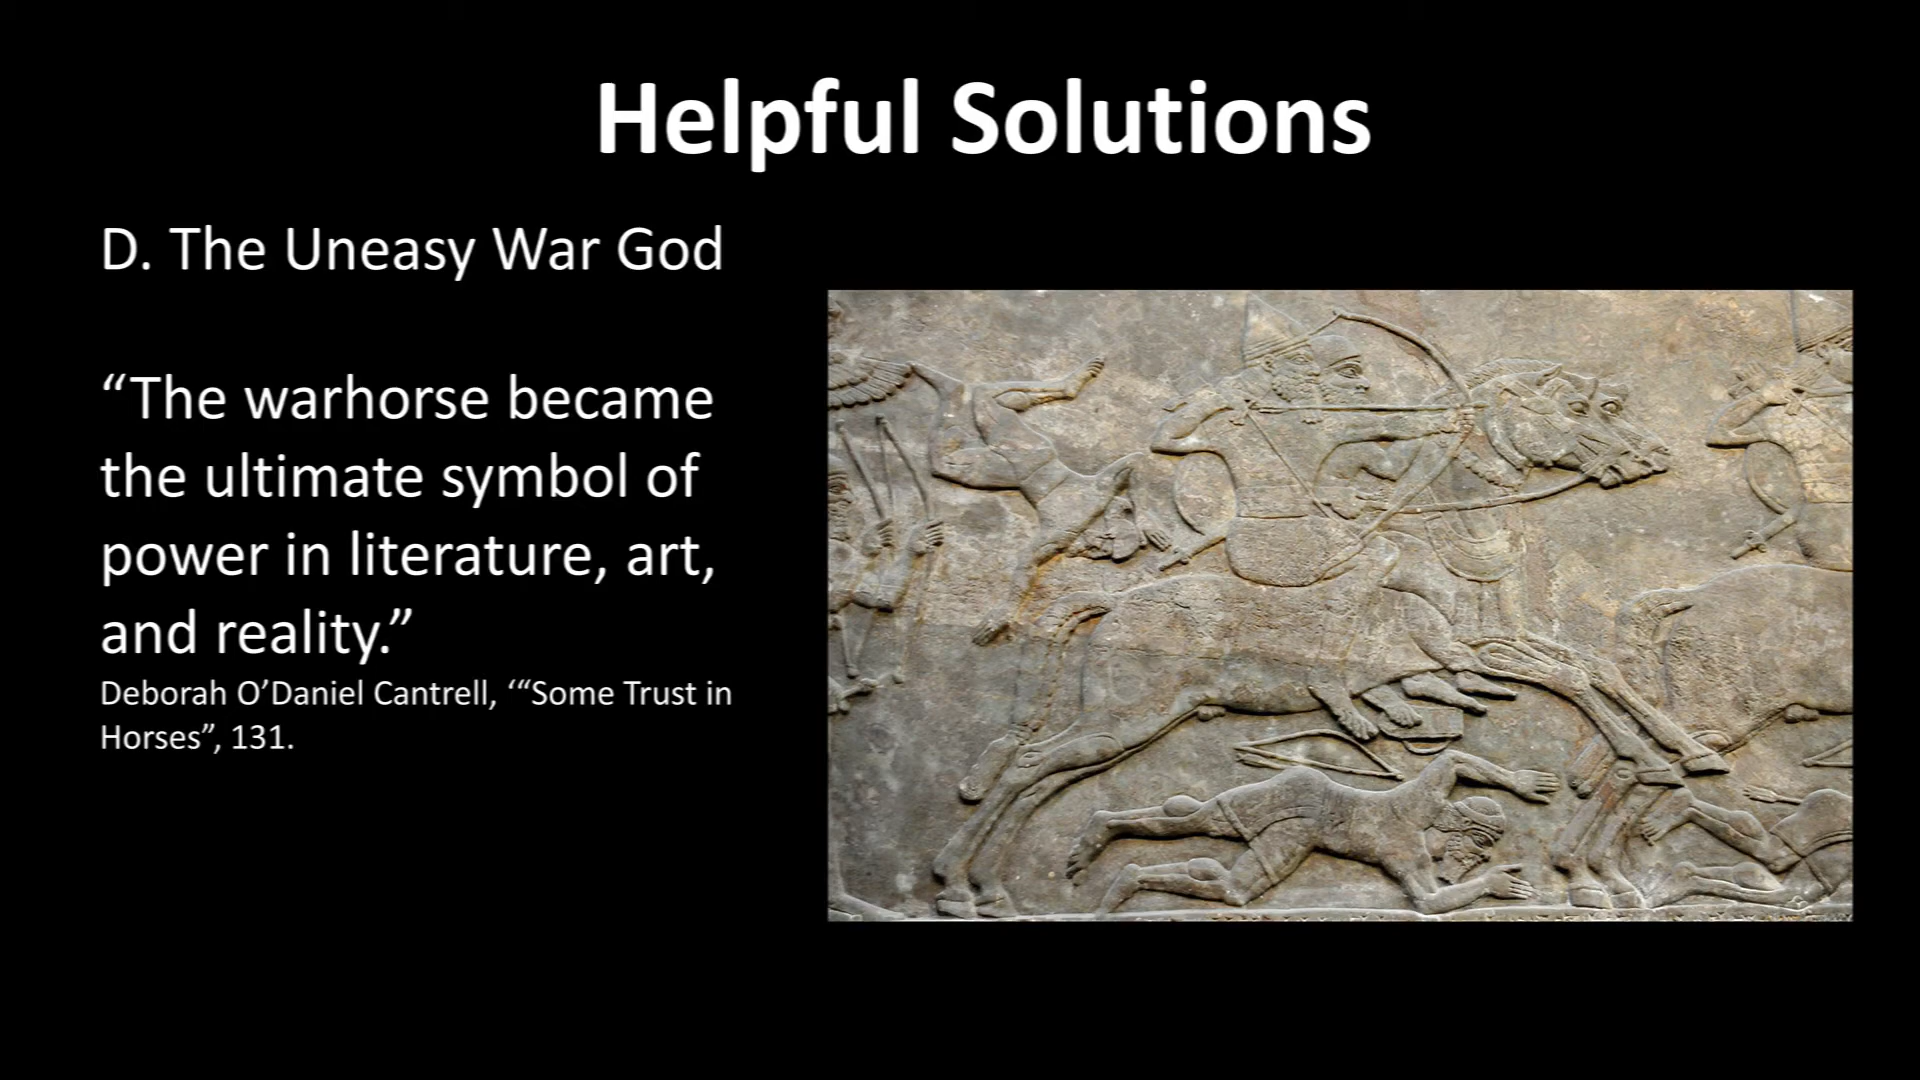 Helpful Solutions
D. The Uneasy War God
“The warhorse became
the ultimate symbol of
power in literature, art,
and reality.”
Deborah O’Daniel Cantrell, ‘“Some Trust in
Horses”, 131.